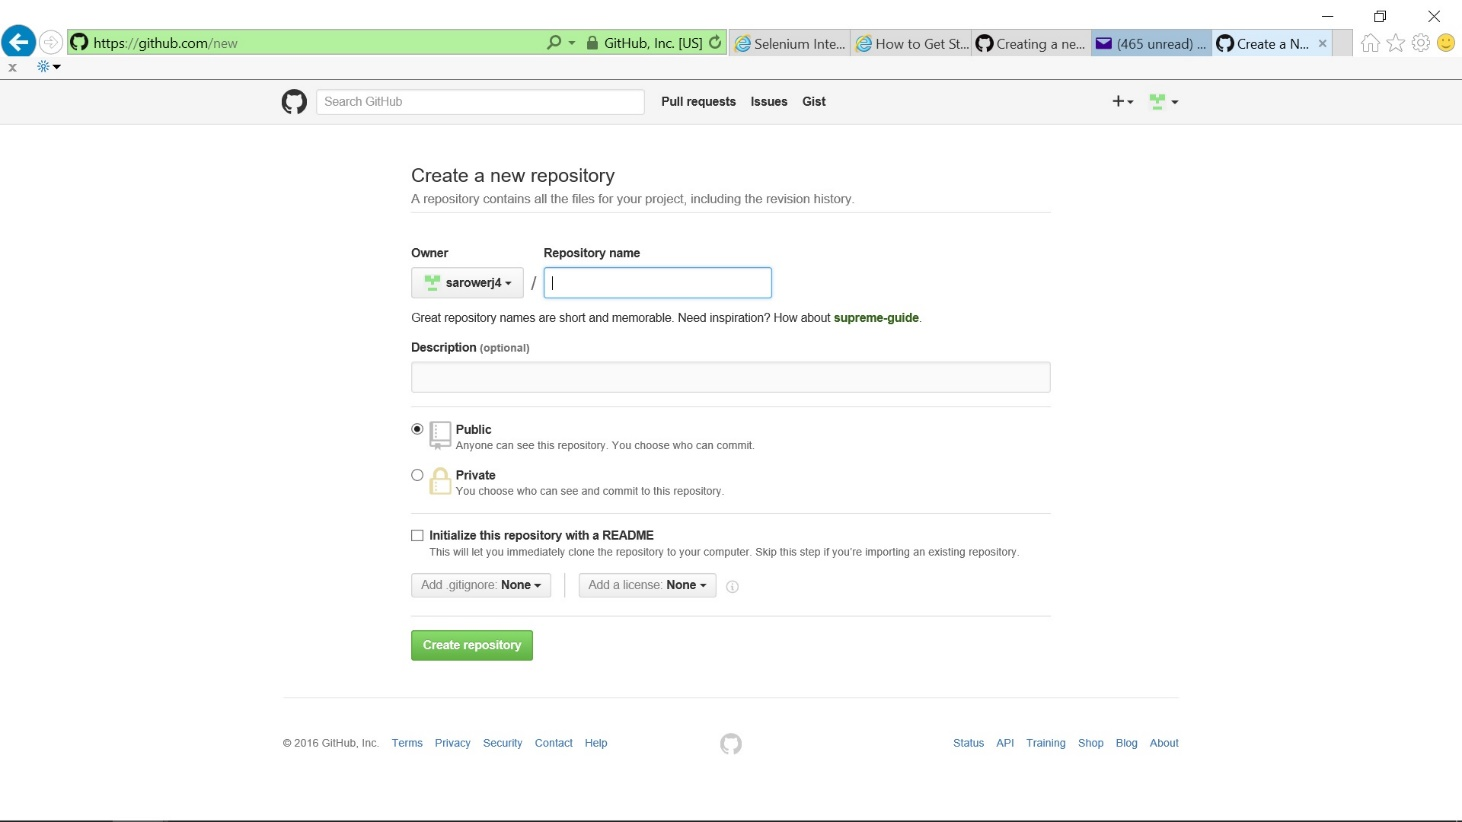 https://github.com/new GitHub, Inc. [US] Selenium Inte... How to Get St... Creating a ne... (465 unread) ... Create a N... ×
x
Search GitHub Pull requests Issues Gist
Create a new repository
A repository contains all the files for your project, including the revision history.
Owner Repository name
sarowerj4 /
Great repository names are short and memorable. Need inspiration? How about supreme-guide.
Description (optional)
Public
Anyone can see this repository. You choose who can commit.
Private
You choose who can see and commit to this repository.
Initialize this repository with a README
This will let you immediately clone the repository to your computer. Skip this step if you're importing an existing repository.
Add .gitignore: None Add a license: None
Create repository
© 2016 GitHub, Inc. Terms Privacy Security Contact Help Status API Training Shop Blog About